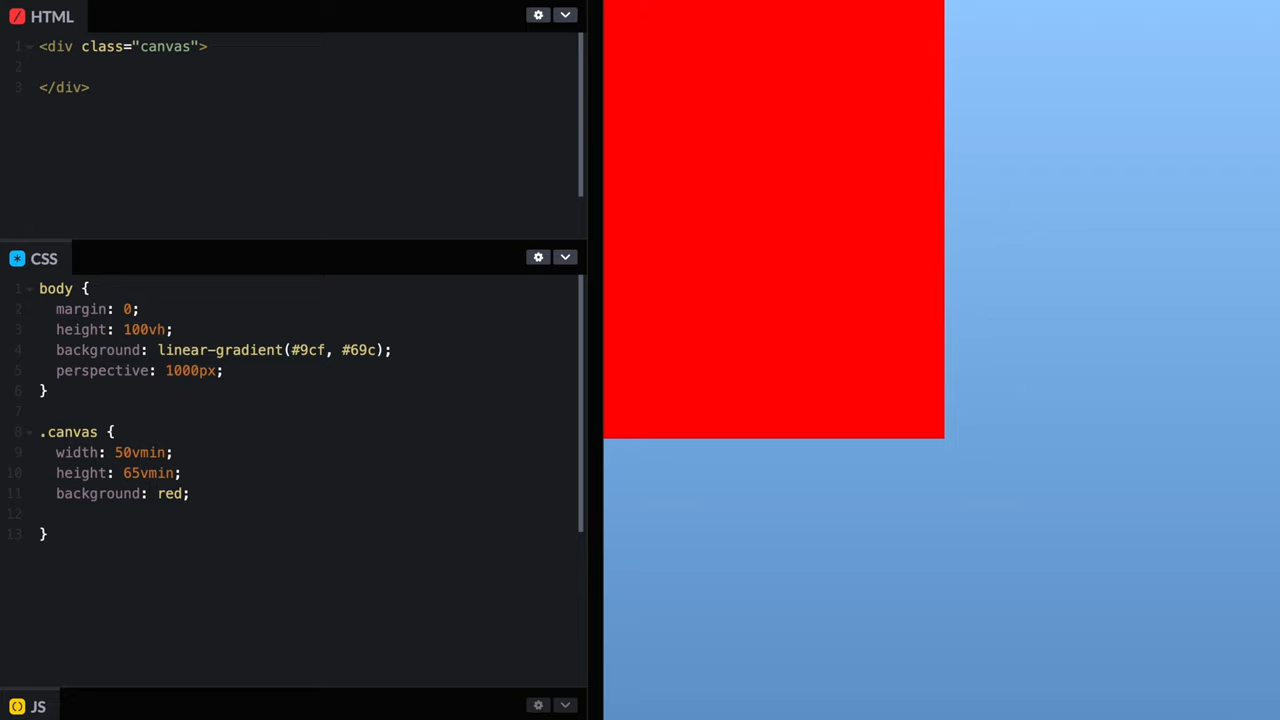 HTML
1 <div class="canvas">
2
3 </div>
CSS
1 body {
2 margin: 0;
3 height: 100vh;
4 background: linear-gradient(#9cf, #69c);
5 perspective: 1000px;
6 }
7
8 .canvas {
9 width: 50vmin;
10 height: 65vmin;
11 background: red;
12
13 }
JS